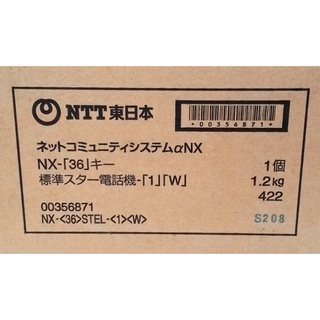 NTT東日本
*00356871*
ネットコミュニティシステムαNX
NX-「36」キー 1個
標準スター電話機-「1」「W」 1.2kg
422
00356871
NX-<36>STEL-<1><W> S208